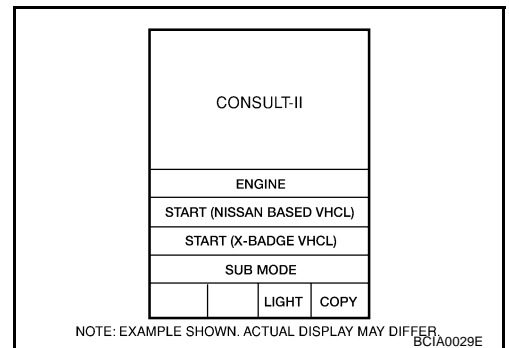 CONSULT-II
ENGINE
START (NISSAN BASED VHCL)
START (X-BADGE VHCL)
SUB MODE
LIGHT COPY
NOTE: EXAMPLE SHOWN. ACTUAL DISPLAY MAY DIFFER.
BCIA0029E